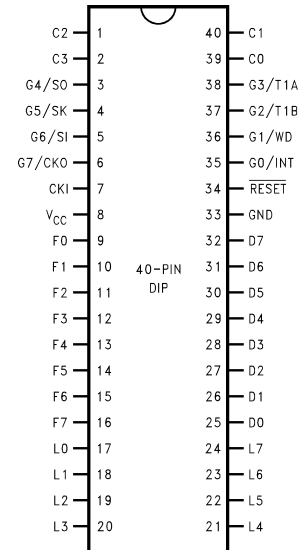 C2 1 40 C1
C3 2 39 C0
G4/SO 3 38 G3/T1A
G5/SK 4 37 G2/T1B
G6/SI 5 36 G1/WD
G7/CKO 6 35 G0/INT
CKI 7 34 RESET
VCC 8 33 GND
F0 9 32 D7
F1 10 31 D6
40-PIN
DIP
F2 11 30 D5
F3 12 29 D4
F4 13 28 D3
F5 14 27 D2
F6 15 26 D1
F7 16 25 D0
L0 17 24 L7
L1 18 23 L6
L2 19 22 L5
L3 20 21 L4